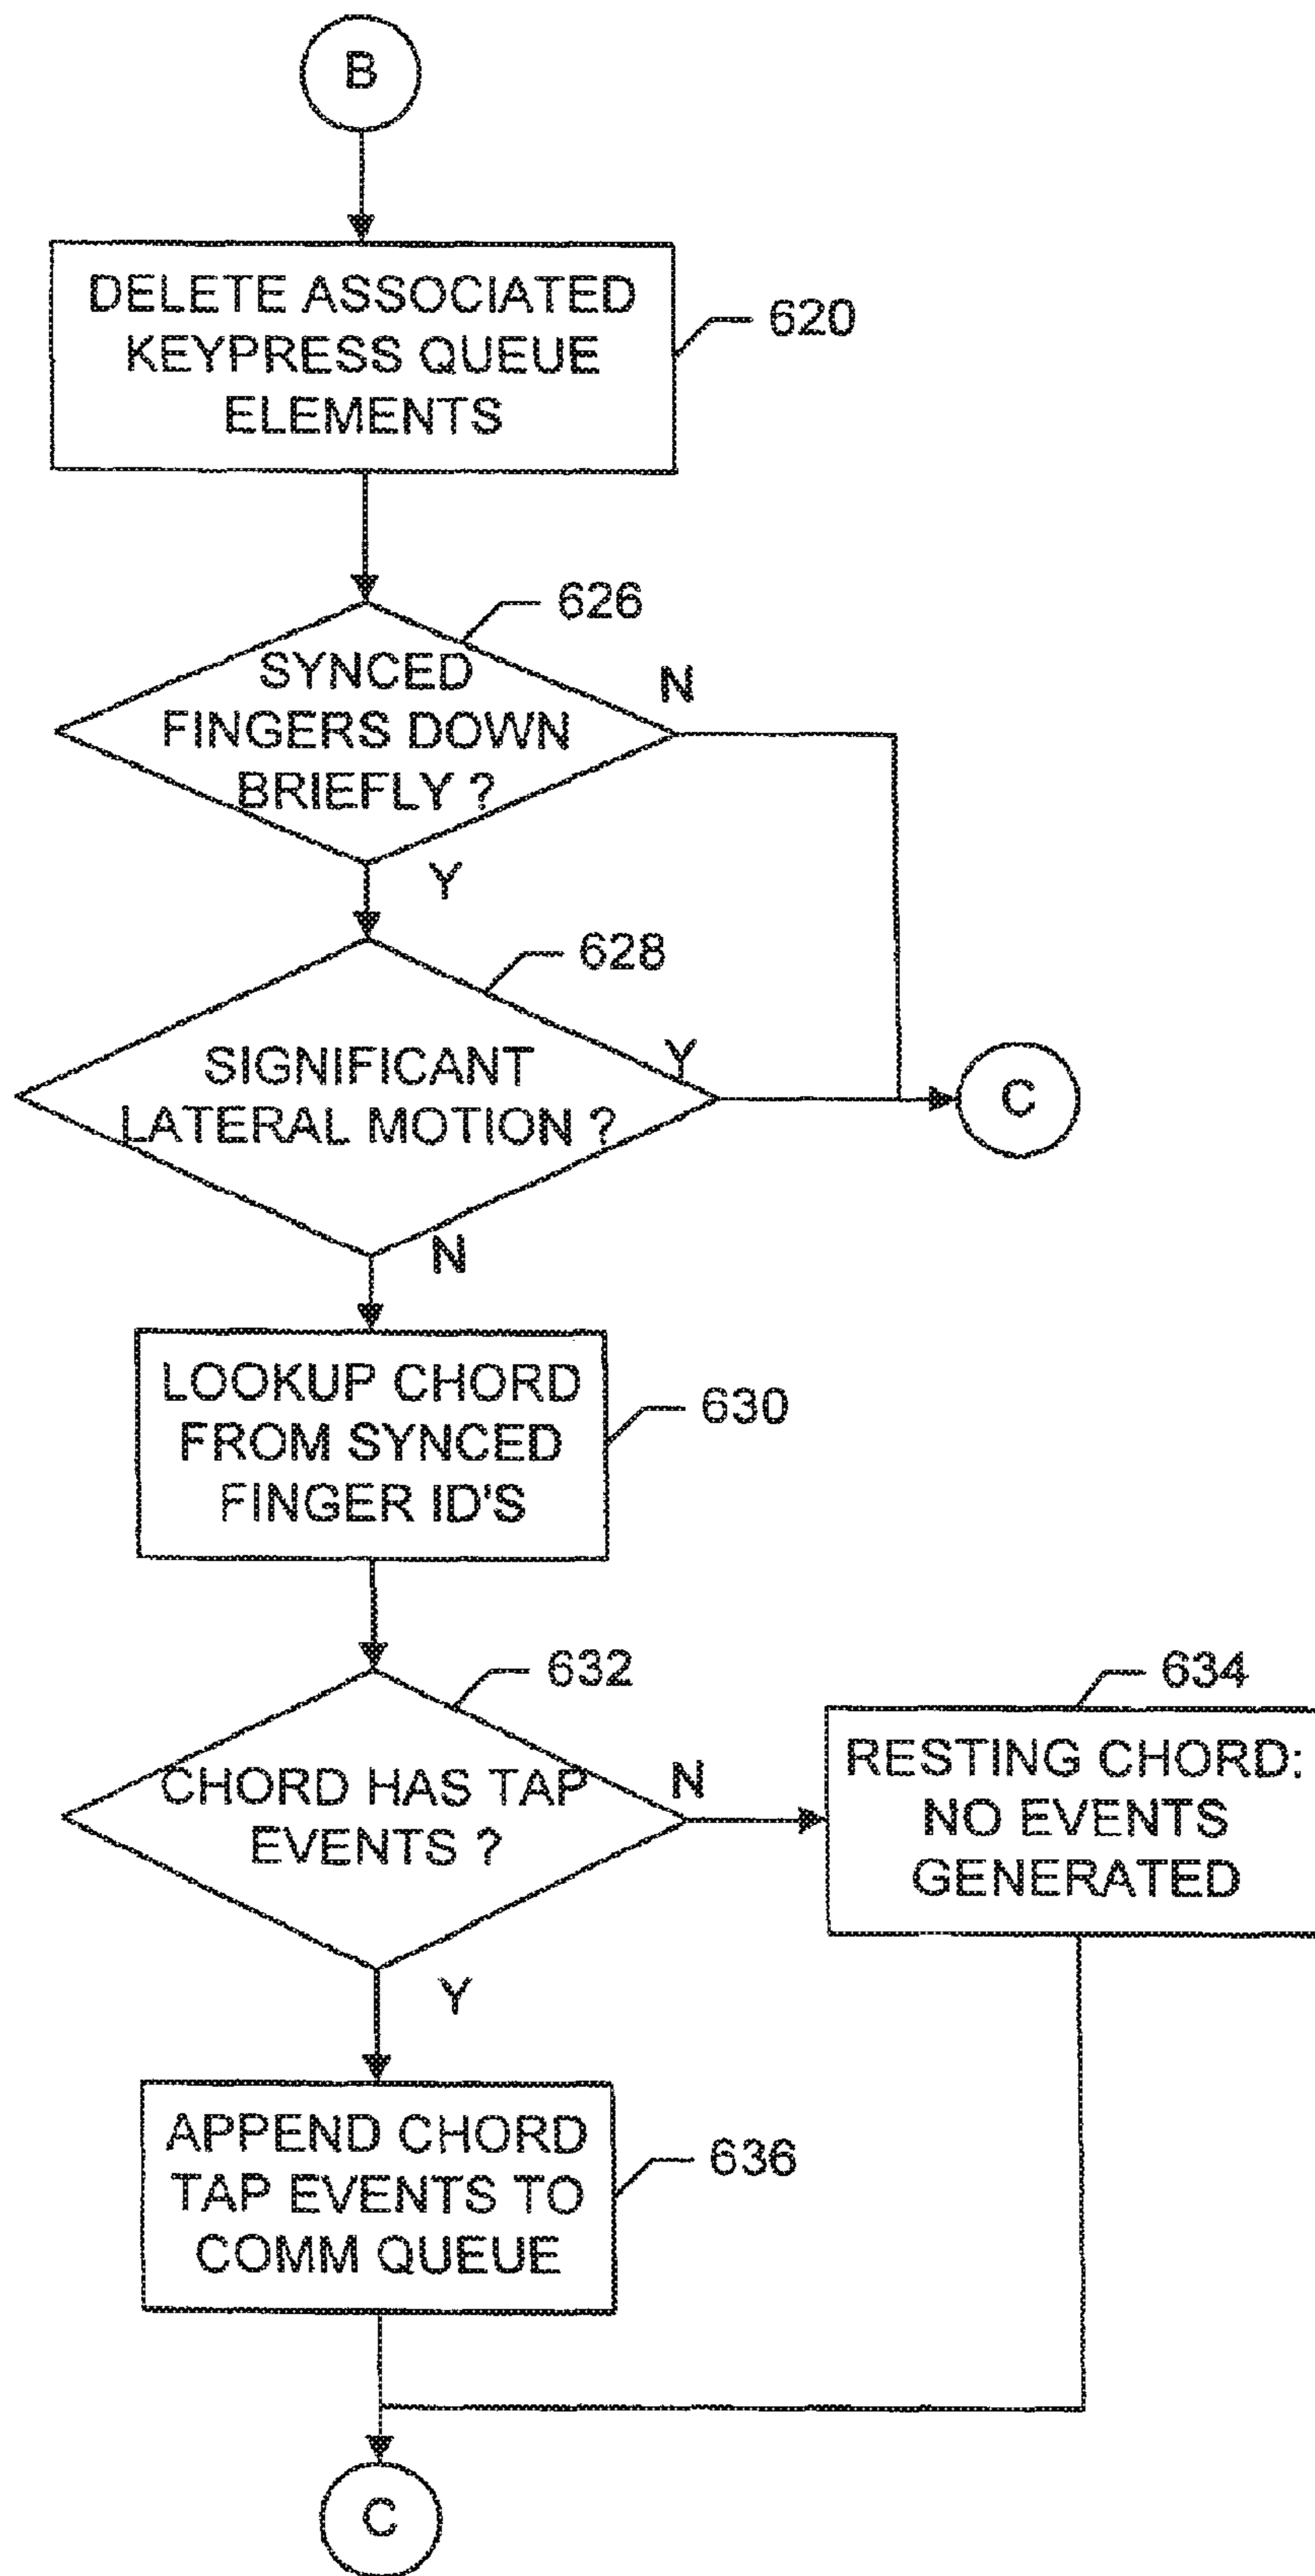 B
DELETE ASSOCIATED
KEYPRESS QUEUE
ELEMENTS
620
626
SYNCED
FINGERS DOWN
BRIEFLY ?
N
Y
628
SIGNIFICANT
LATERAL MOTION ?
Y
C
N
LOOKUP CHORD
FROM SYNCED
FINGER ID'S
630
632
CHORD HAS TAP
EVENTS ?
N
634
RESTING CHORD:
NO EVENTS
GENERATED
Y
APPEND CHORD
TAP EVENTS TO
COMM QUEUE
636
C